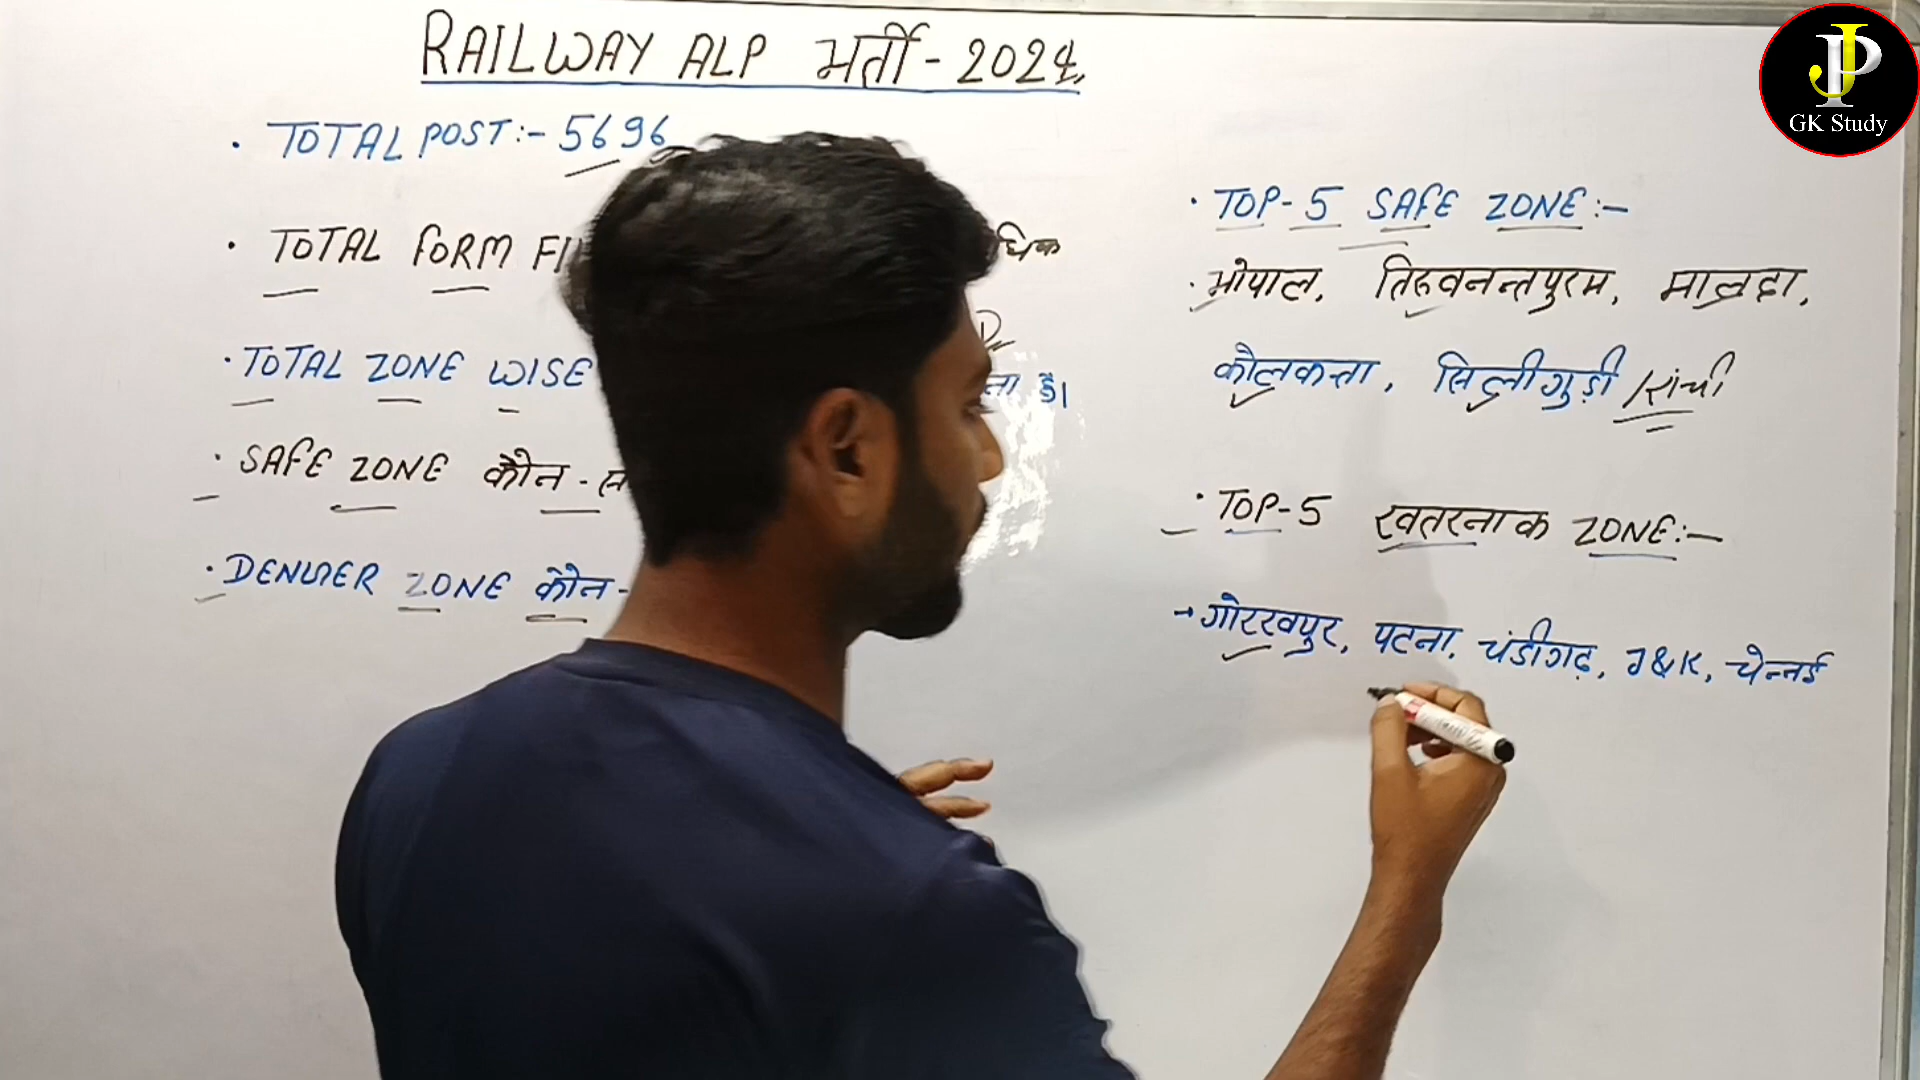 RAILWAY ALP भर्ती - 2024
JP
GK Study
• TOTAL POST :- 5696
• TOTAL FORM
• TOTAL ZONE WISE
है।
• SAFE ZONE कौन -
• DENGER ZONE कौन -
• TOP-5 SAFE ZONE :-
• भोपाल, तिरुवनन्तपुरम, मालदा,
कोलकत्ता, सिलीगुड़ी /रांची
• TOP-5 खतरनाक ZONE :-
→ गोरखपुर, पटना, चंडीगढ़, J&K, चेन्नई